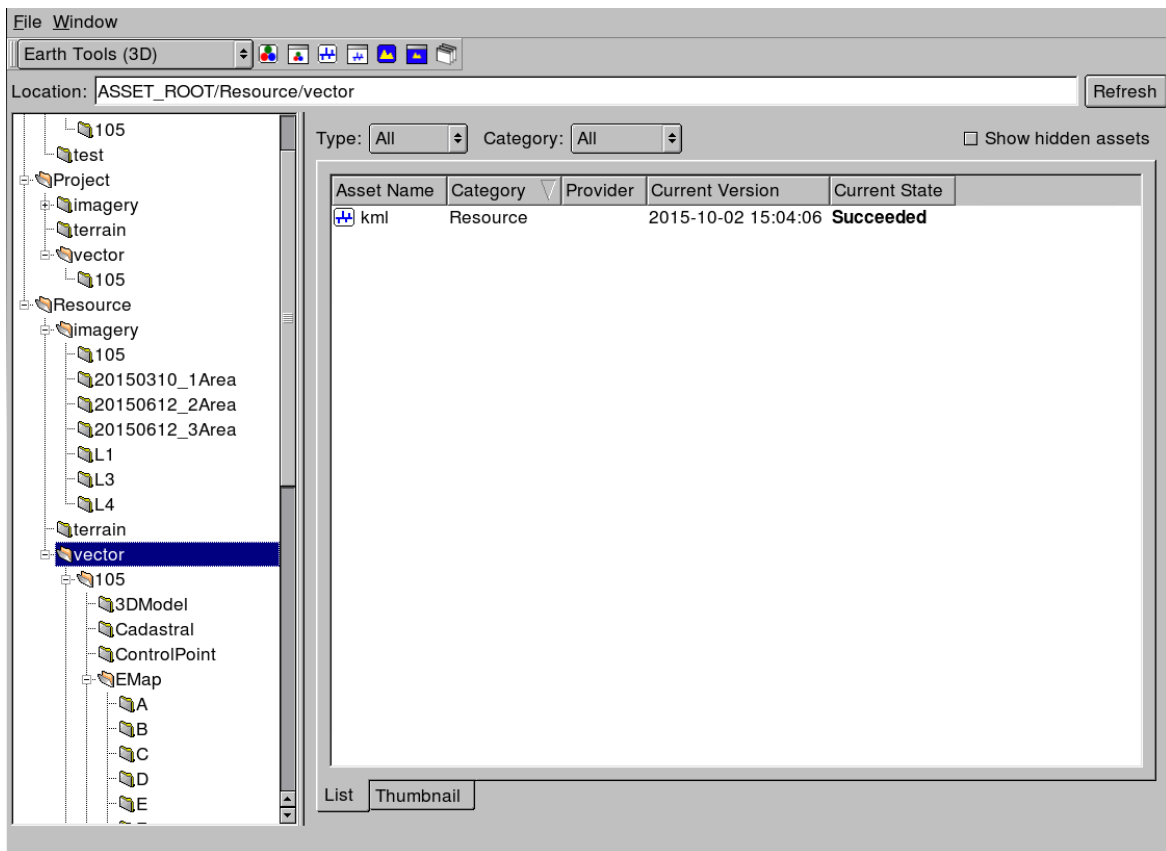 File Window
Earth Tools (3D)
Location: ASSET_ROOT/Resource/vector Refresh
105
test
Project
imagery
terrain
vector
105
Resource
imagery
105
20150310_1Area
20150612_2Area
20150612_3Area
L1
L3
L4
terrain
vector
105
3DModel
Cadastral
ControlPoint
EMap
A
B
C
D
E
Type: All Category: All Show hidden assets
Asset Name Category Provider Current Version Current State
kml Resource 2015-10-02 15:04:06 Succeeded
List Thumbnail